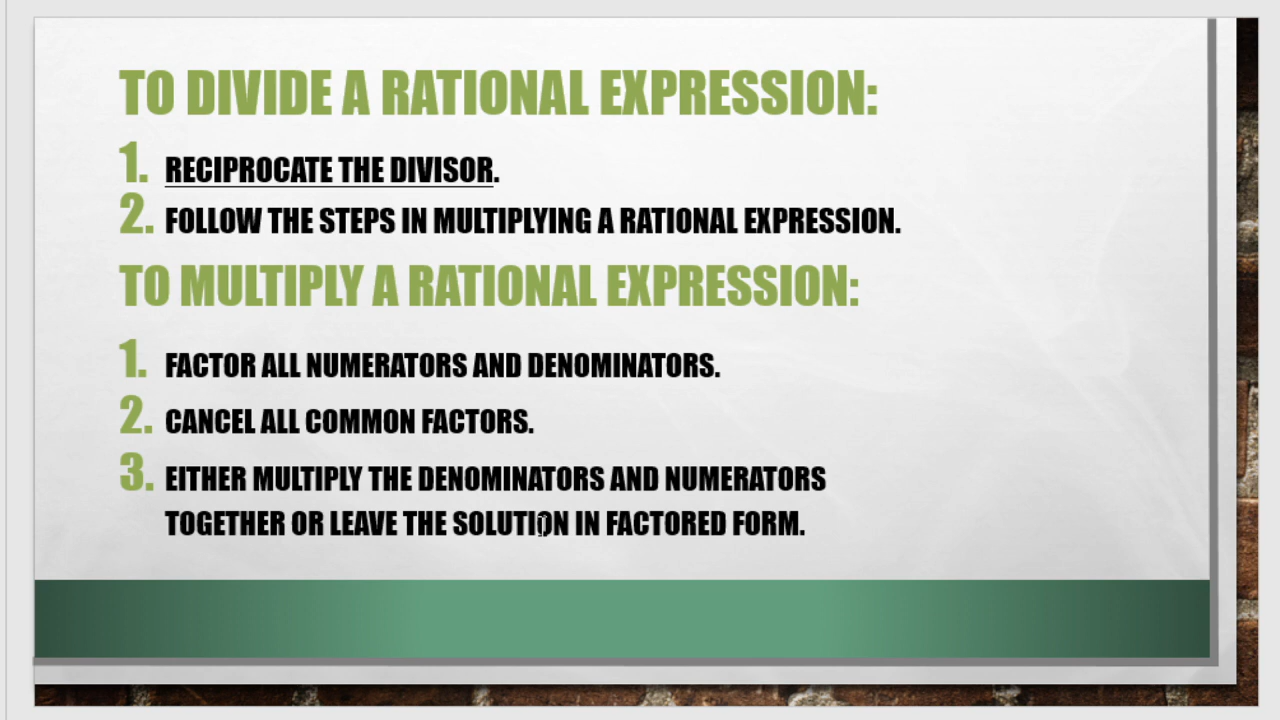 TO DIVIDE A RATIONAL EXPRESSION:
1. RECIPROCATE THE DIVISOR.
2. FOLLOW THE STEPS IN MULTIPLYING A RATIONAL EXPRESSION.
TO MULTIPLY A RATIONAL EXPRESSION:
1. FACTOR ALL NUMERATORS AND DENOMINATORS.
2. CANCEL ALL COMMON FACTORS.
3. EITHER MULTIPLY THE DENOMINATORS AND NUMERATORS
TOGETHER OR LEAVE THE SOLUTION IN FACTORED FORM.